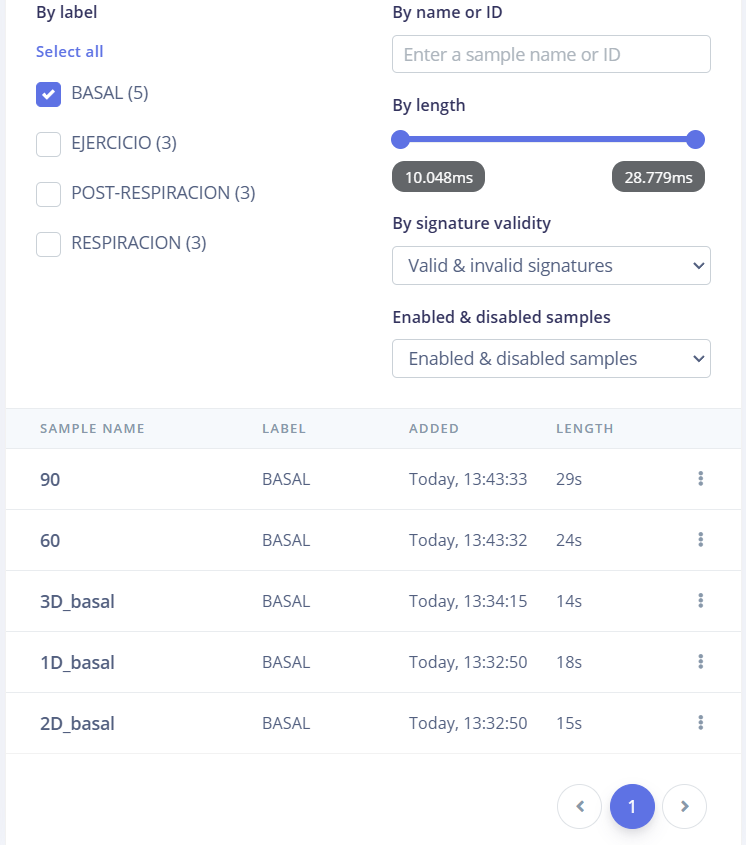 By label
Select all
BASAL (5)
EJERCICIO (3)
POST-RESPIRACION (3)
RESPIRACION (3)
By name or ID
Enter a sample name or ID
By length
10.048ms 28.779ms
By signature validity
Valid & invalid signatures
Enabled & disabled samples
Enabled & disabled samples
SAMPLE NAME LABEL ADDED LENGTH
90 BASAL Today, 13:43:33 29s
60 BASAL Today, 13:43:32 24s
3D_basal BASAL Today, 13:34:15 14s
1D_basal BASAL Today, 13:32:50 18s
2D_basal BASAL Today, 13:32:50 15s
1